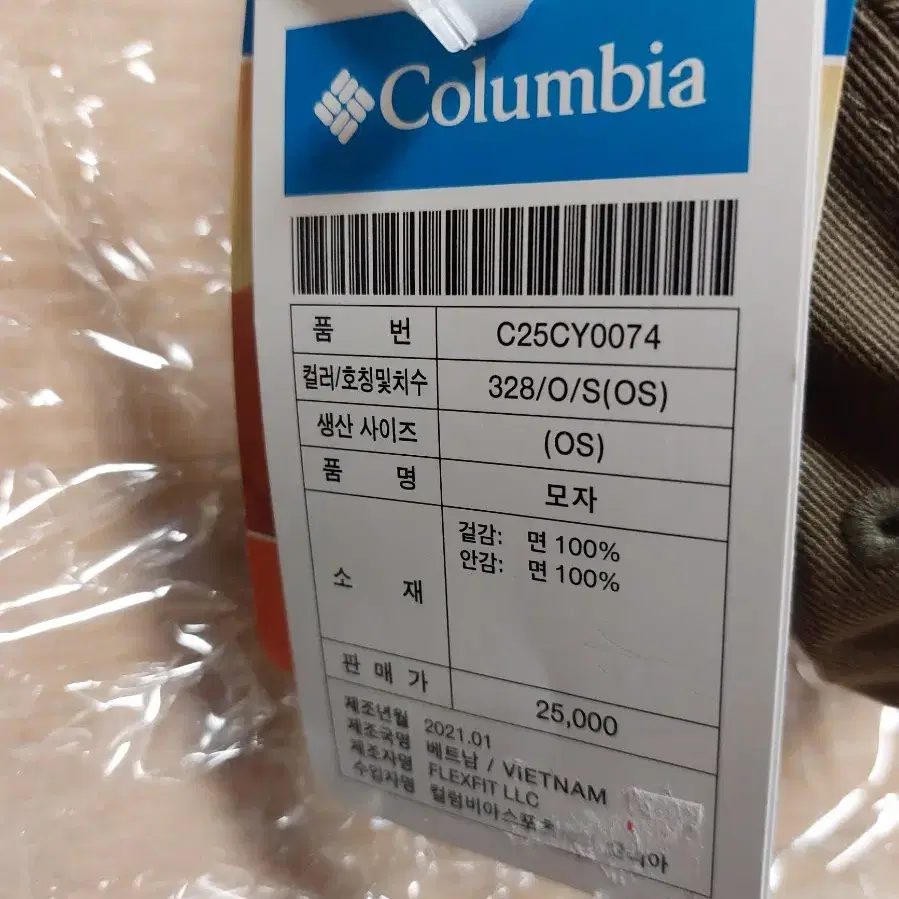 Columbia
품 번 C25CY0074
컬러/호칭및치수 328/O/S(OS)
생산 사이즈 (OS)
품 명 모자
소 재 겉감: 면 100%
안감: 면 100%
판 매 가 25,000
제조년월 2021.01
제조국명 베트남 / ViETNAM
제조자명 FLEXFIT LLC
수입자명 컬럼비아스포